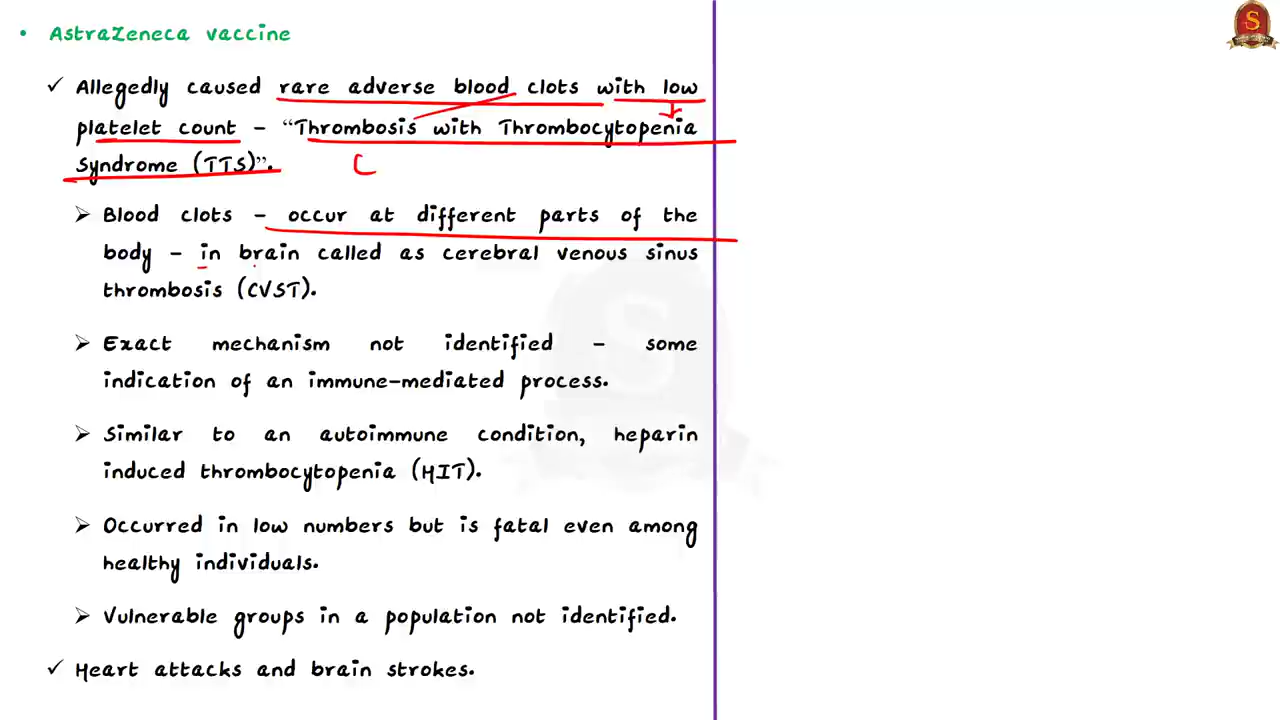 • AstraZeneca vaccine
✓ Allegedly caused rare adverse blood clots with low
platelet count – “Thrombosis with Thrombocytopenia
Syndrome (TTS)”.
C
➢ Blood clots – occur at different parts of the
body – in brain called as cerebral venous sinus
thrombosis (CVST).
➢ Exact mechanism not identified – some
indication of an immune-mediated process.
➢ Similar to an autoimmune condition, heparin
induced thrombocytopenia (HIT).
➢ Occurred in low numbers but is fatal even among
healthy individuals.
➢ Vulnerable groups in a population not identified.
✓ Heart attacks and brain strokes.
S
S